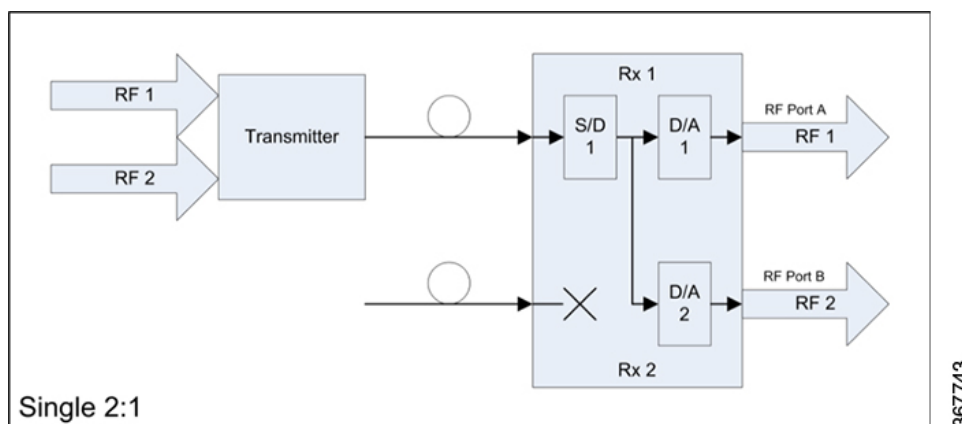 RF 1
RF 2
Transmitter
Rx 1
S/D
1
D/A
1
RF Port A
RF 1
D/A
2
RF Port B
RF 2
Rx 2
Single 2:1
367743